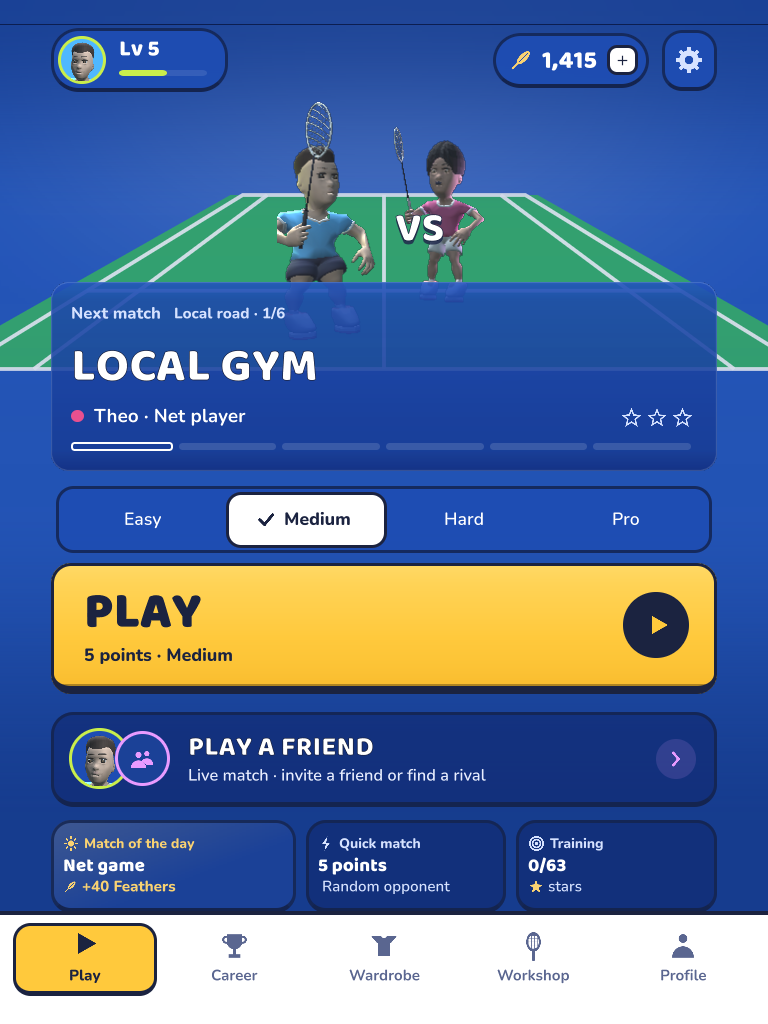 Lv 5
1,415
VS
Next match Local road · 1/6
LOCAL GYM
Theo · Net player
Easy
Medium
Hard
Pro
PLAY
5 points · Medium
PLAY A FRIEND
Live match · invite a friend or find a rival
Match of the day
Net game
+40 Feathers
Quick match
5 points
Random opponent
Training
0/63
stars
Play
Career
Wardrobe
Workshop
Profile